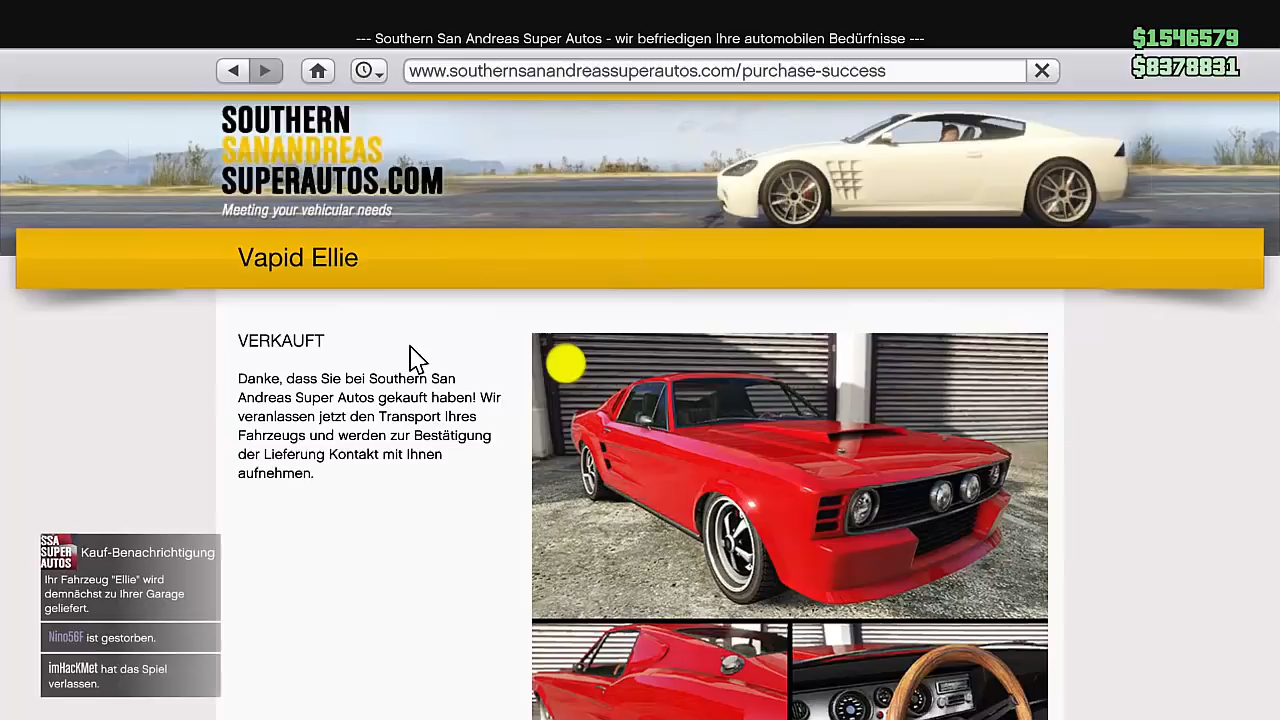 --- Southern San Andreas Super Autos - wir befriedigen Ihre automobilen Bedürfnisse ---
$1546579
$8378831
www.southernsanandreassuperautos.com/purchase-success
SOUTHERN
SANANDREAS
SUPERAUTOS.COM
Meeting your vehicular needs
Vapid Ellie
VERKAUFT
Danke, dass Sie bei Southern San
Andreas Super Autos gekauft haben! Wir
veranlassen jetzt den Transport Ihres
Fahrzeugs und werden zur Bestätigung
der Lieferung Kontakt mit Ihnen
aufnehmen.
SSA
SUPER
AUTOS
Kauf-Benachrichtigung
Ihr Fahrzeug "Ellie" wird
demnächst zu Ihrer Garage
geliefert.
Nino56F ist gestorben.
imHacKMet hat das Spiel
verlassen.